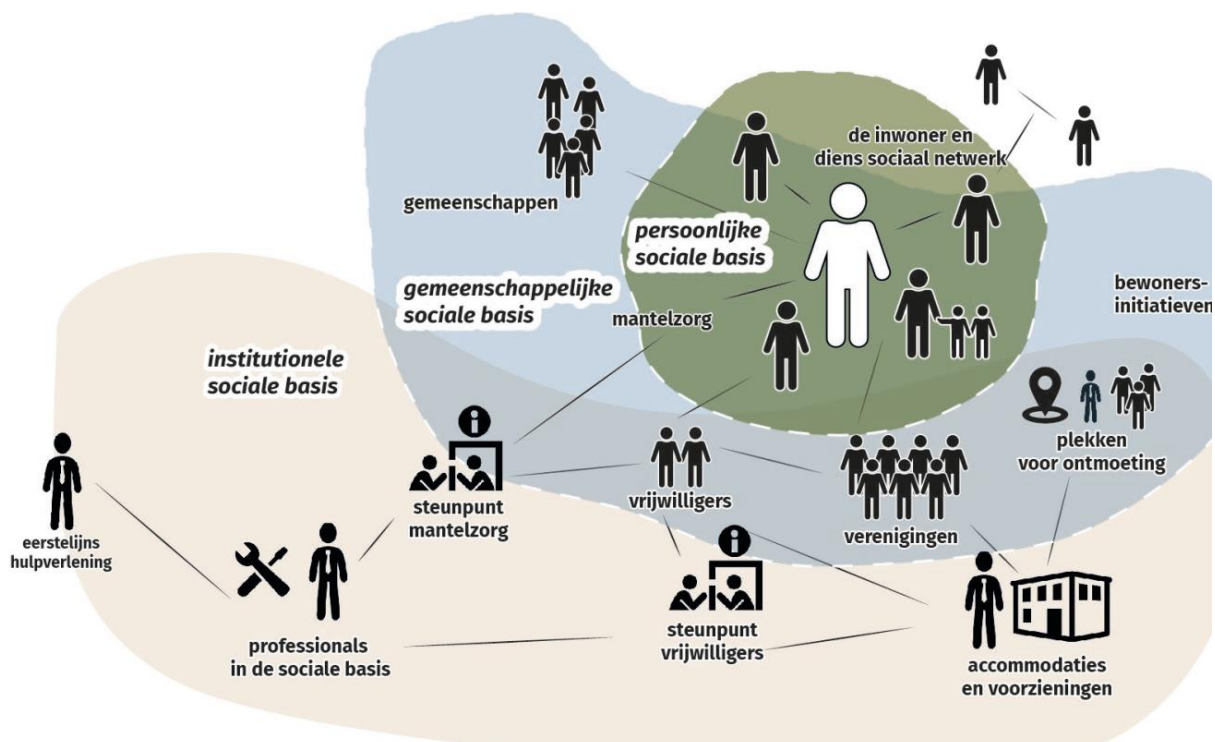 de inwoner en
diens sociaal netwerk
gemeenschappen
persoonlijke
sociale basis
gemeenschappelijke
sociale basis
mantelzorg
bewoners-
initiatieven
institutionele
sociale basis
plekken
voor ontmoeting
steunpunt
mantelzorg
vrijwilligers
verenigingen
eerstelijns
hulpverlening
professionals
in de sociale basis
steunpunt
vrijwilligers
accommodaties
en voorzieningen